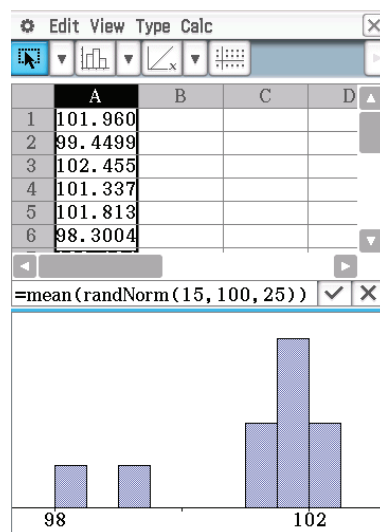 Edit View Type Calc
A B C D
1 101.960
2 99.4499
3 102.455
4 101.337
5 101.813
6 98.3004
=mean(randNorm(15,100,25))
98 102